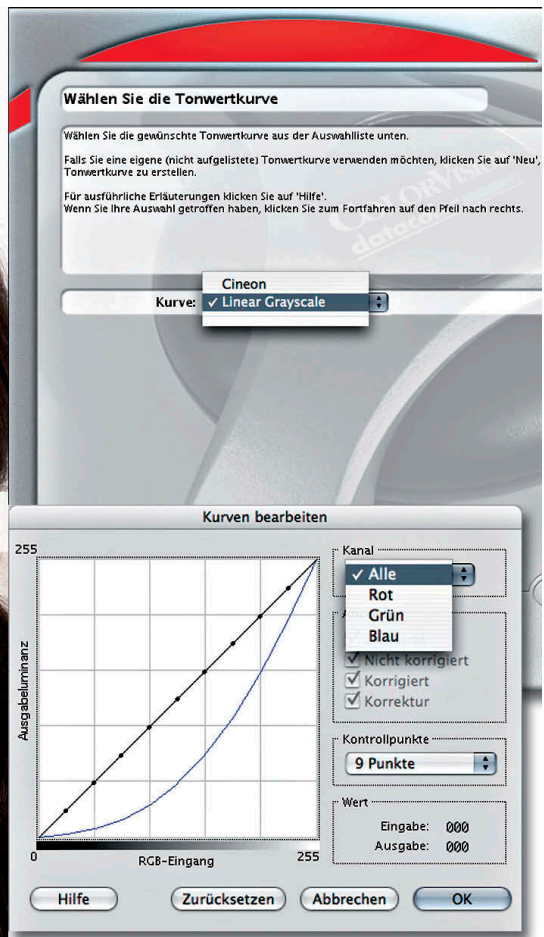 Wählen Sie die Tonwertkurve
Wählen Sie die gewünschte Tonwertkurve aus der Auswahlliste unten.
Falls Sie eine eigene (nicht aufgelistete) Tonwertkurve verwenden möchten, klicken Sie auf 'Neu',
Tonwertkurve zu erstellen.
Für ausführliche Erläuterungen klicken Sie auf 'Hilfe'.
Wenn Sie Ihre Auswahl getroffen haben, klicken Sie zum Fortfahren auf den Pfeil nach rechts.
COLORVISION
datacolor
Cineon
Kurve: ✓ Linear Grayscale
Kurven bearbeiten
255
Ausgabeluminanz
0
RGB-Eingang
255
Kanal
✓ Alle
Rot
Grün
Blau
Nicht korrigiert
Korrigiert
Korrektur
Kontrollpunkte
9 Punkte
Wert
Eingabe: 000
Ausgabe: 000
Hilfe
Zurücksetzen
Abbrechen
OK